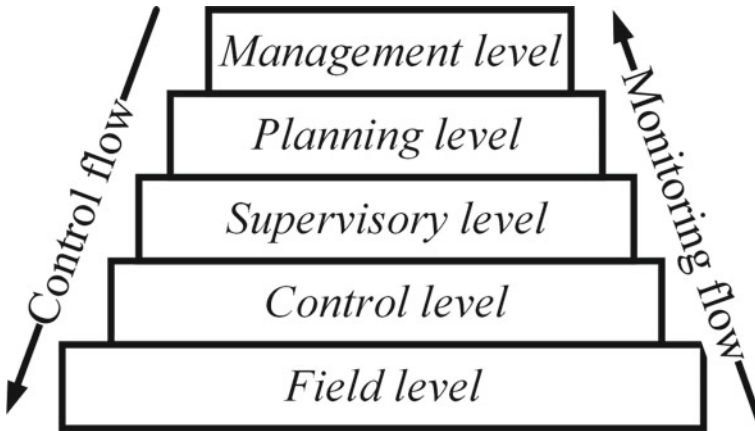 Management level
Planning level
Supervisory level
Control level
Field level
Control flow
Monitoring flow